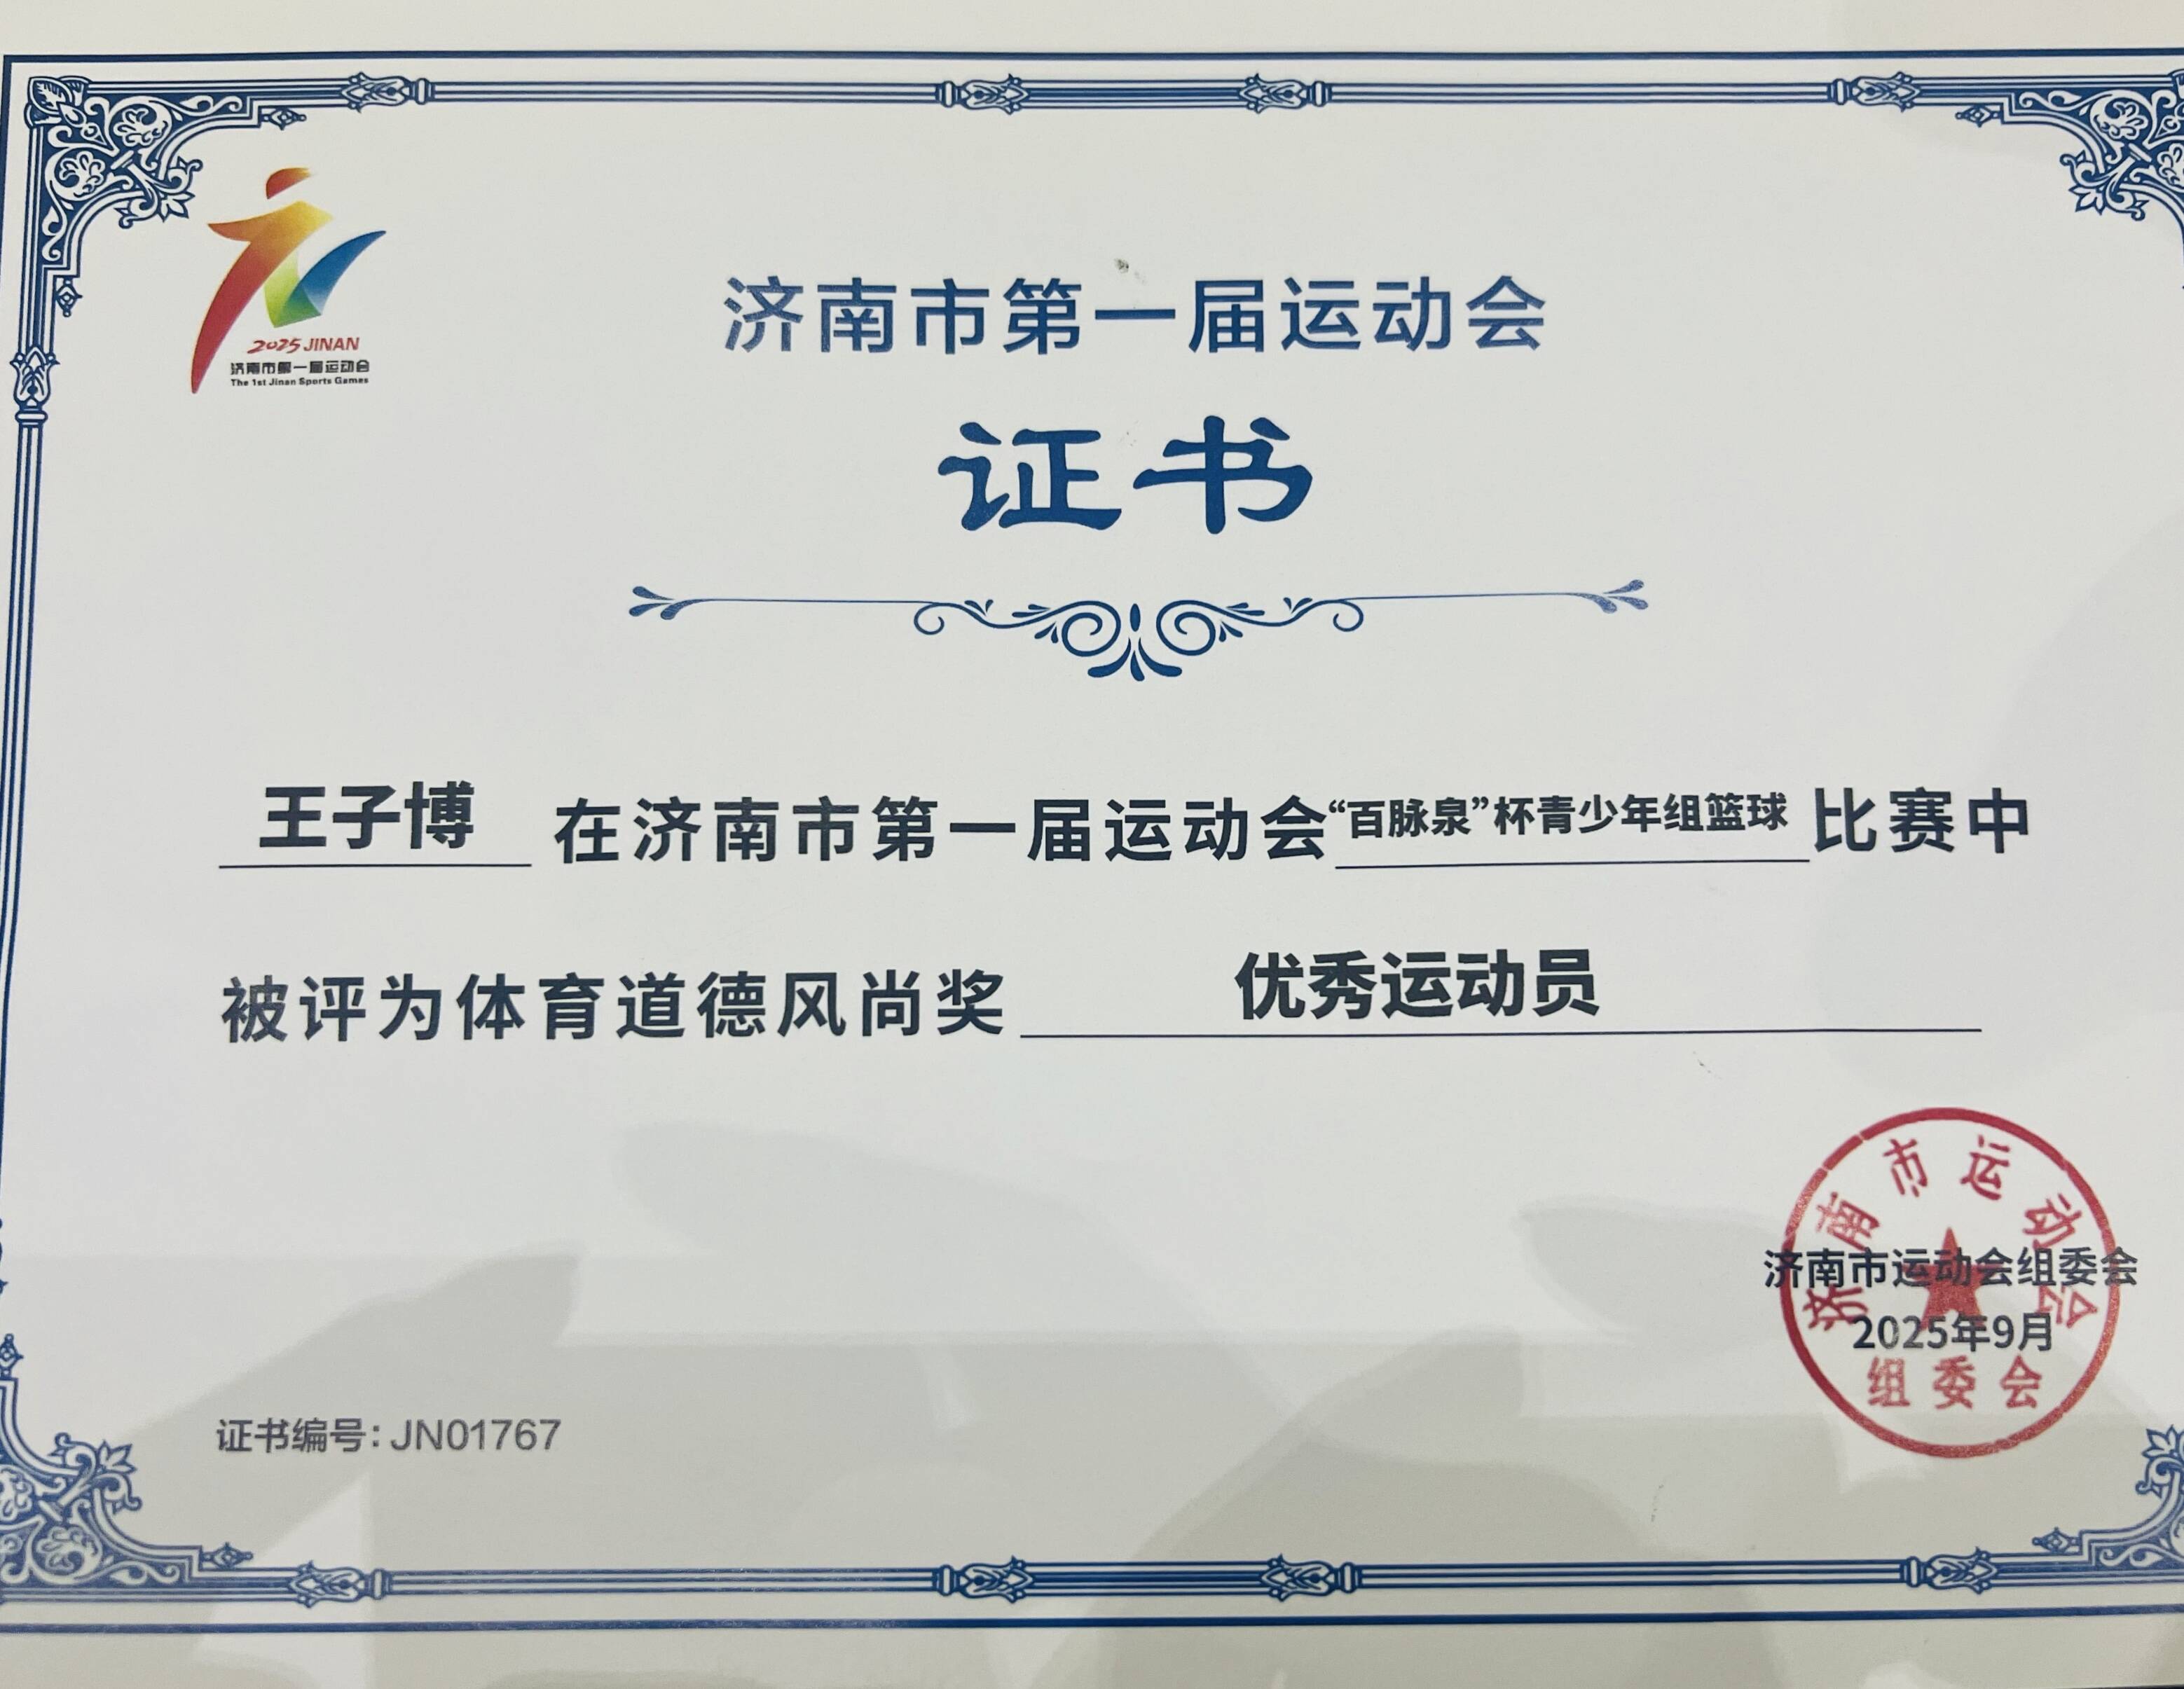 2025 JINAN
济南市第一届运动会
The 1st Jinan Sports Games
济南市第一届运动会
证书
王子博 在济南市第一届运动会“百脉泉”杯青少年组篮球比赛中
被评为体育道德风尚奖 优秀运动员
济南市运动会
济南市运动会组委会
2025年9月
组委会
证书编号：JN01767